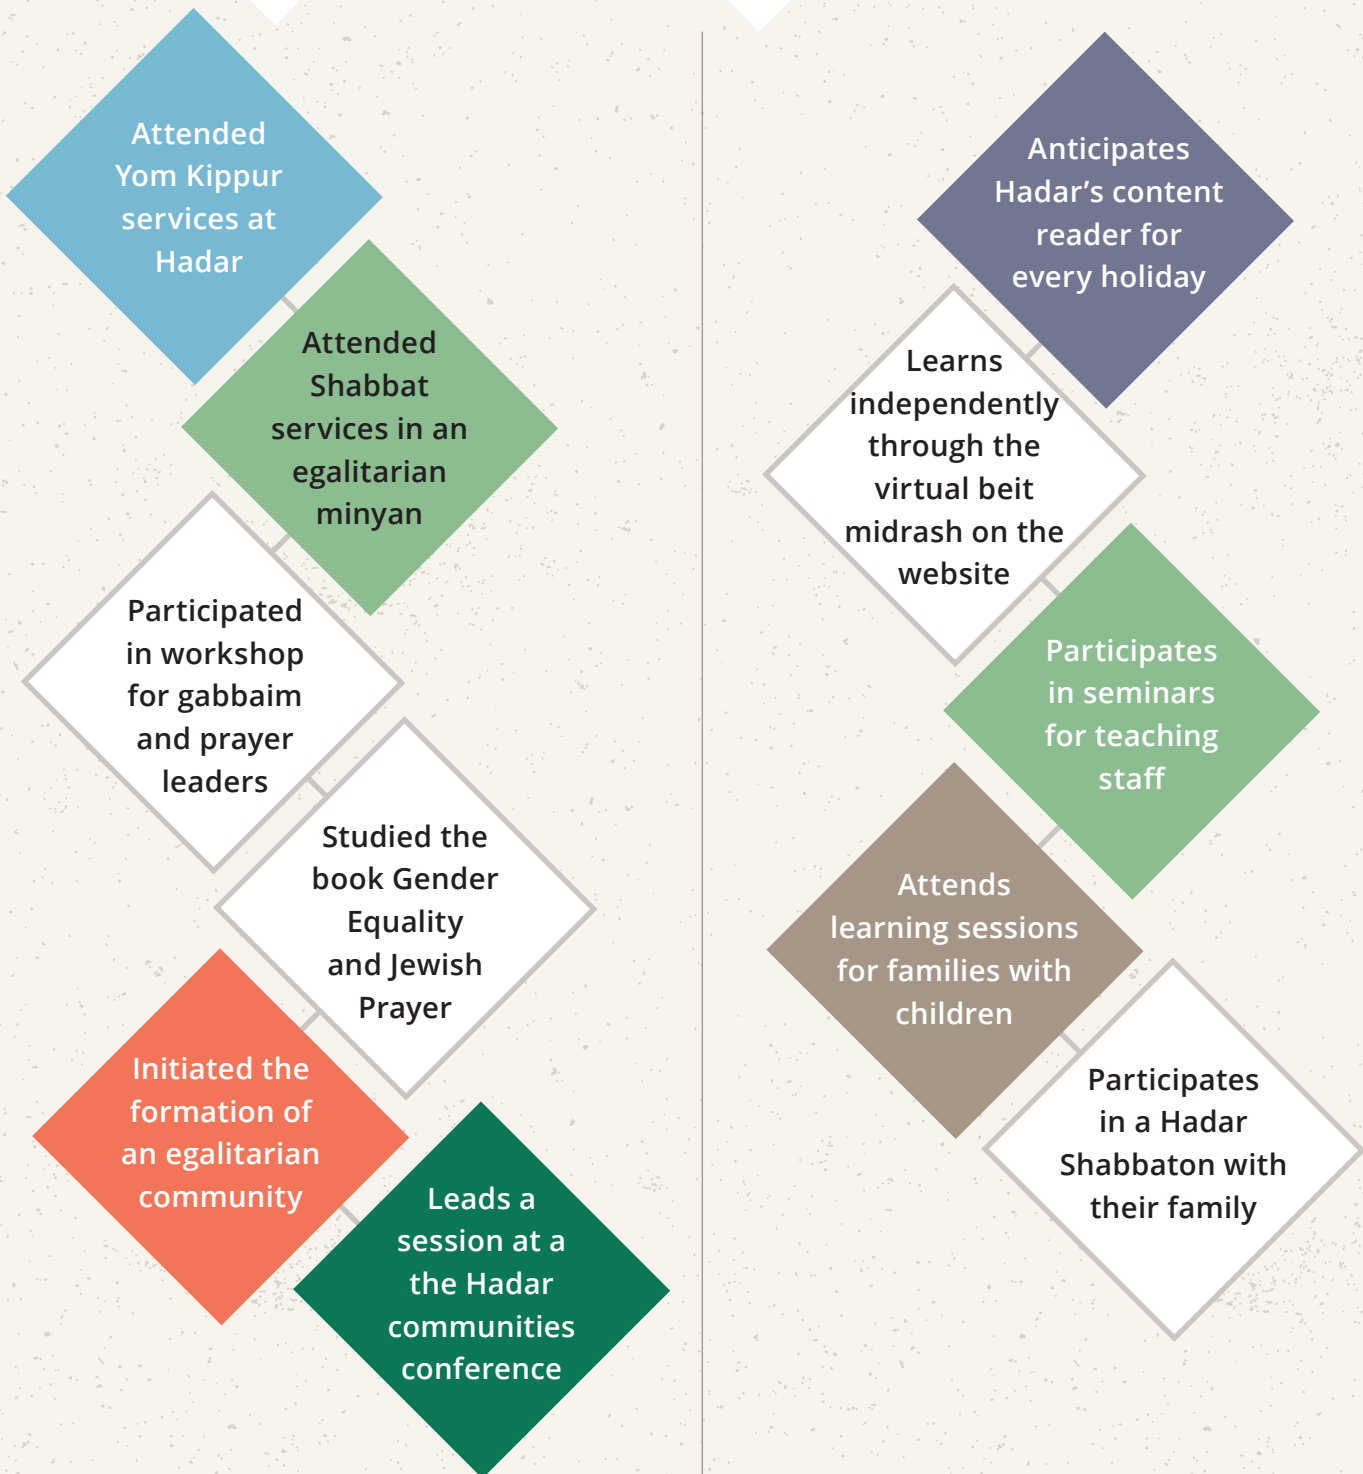 Attended
Yom Kippur
services at
Hadar
Attended
Shabbat
services in an
egalitarian
minyan
Participated
in workshop
for gabbaim
and prayer
leaders
Studied the
book Gender
Equality
and Jewish
Prayer
Initiated the
formation of
an egalitarian
community
Leads a
session at a
the Hadar
communities
conference
Anticipates
Hadar’s content
reader for
every holiday
Learns
independently
through the
virtual beit
midrash on the
website
Participates
in seminars
for teaching
staff
Attends
learning sessions
for families with
children
Participates
in a Hadar
Shabbaton with
their family